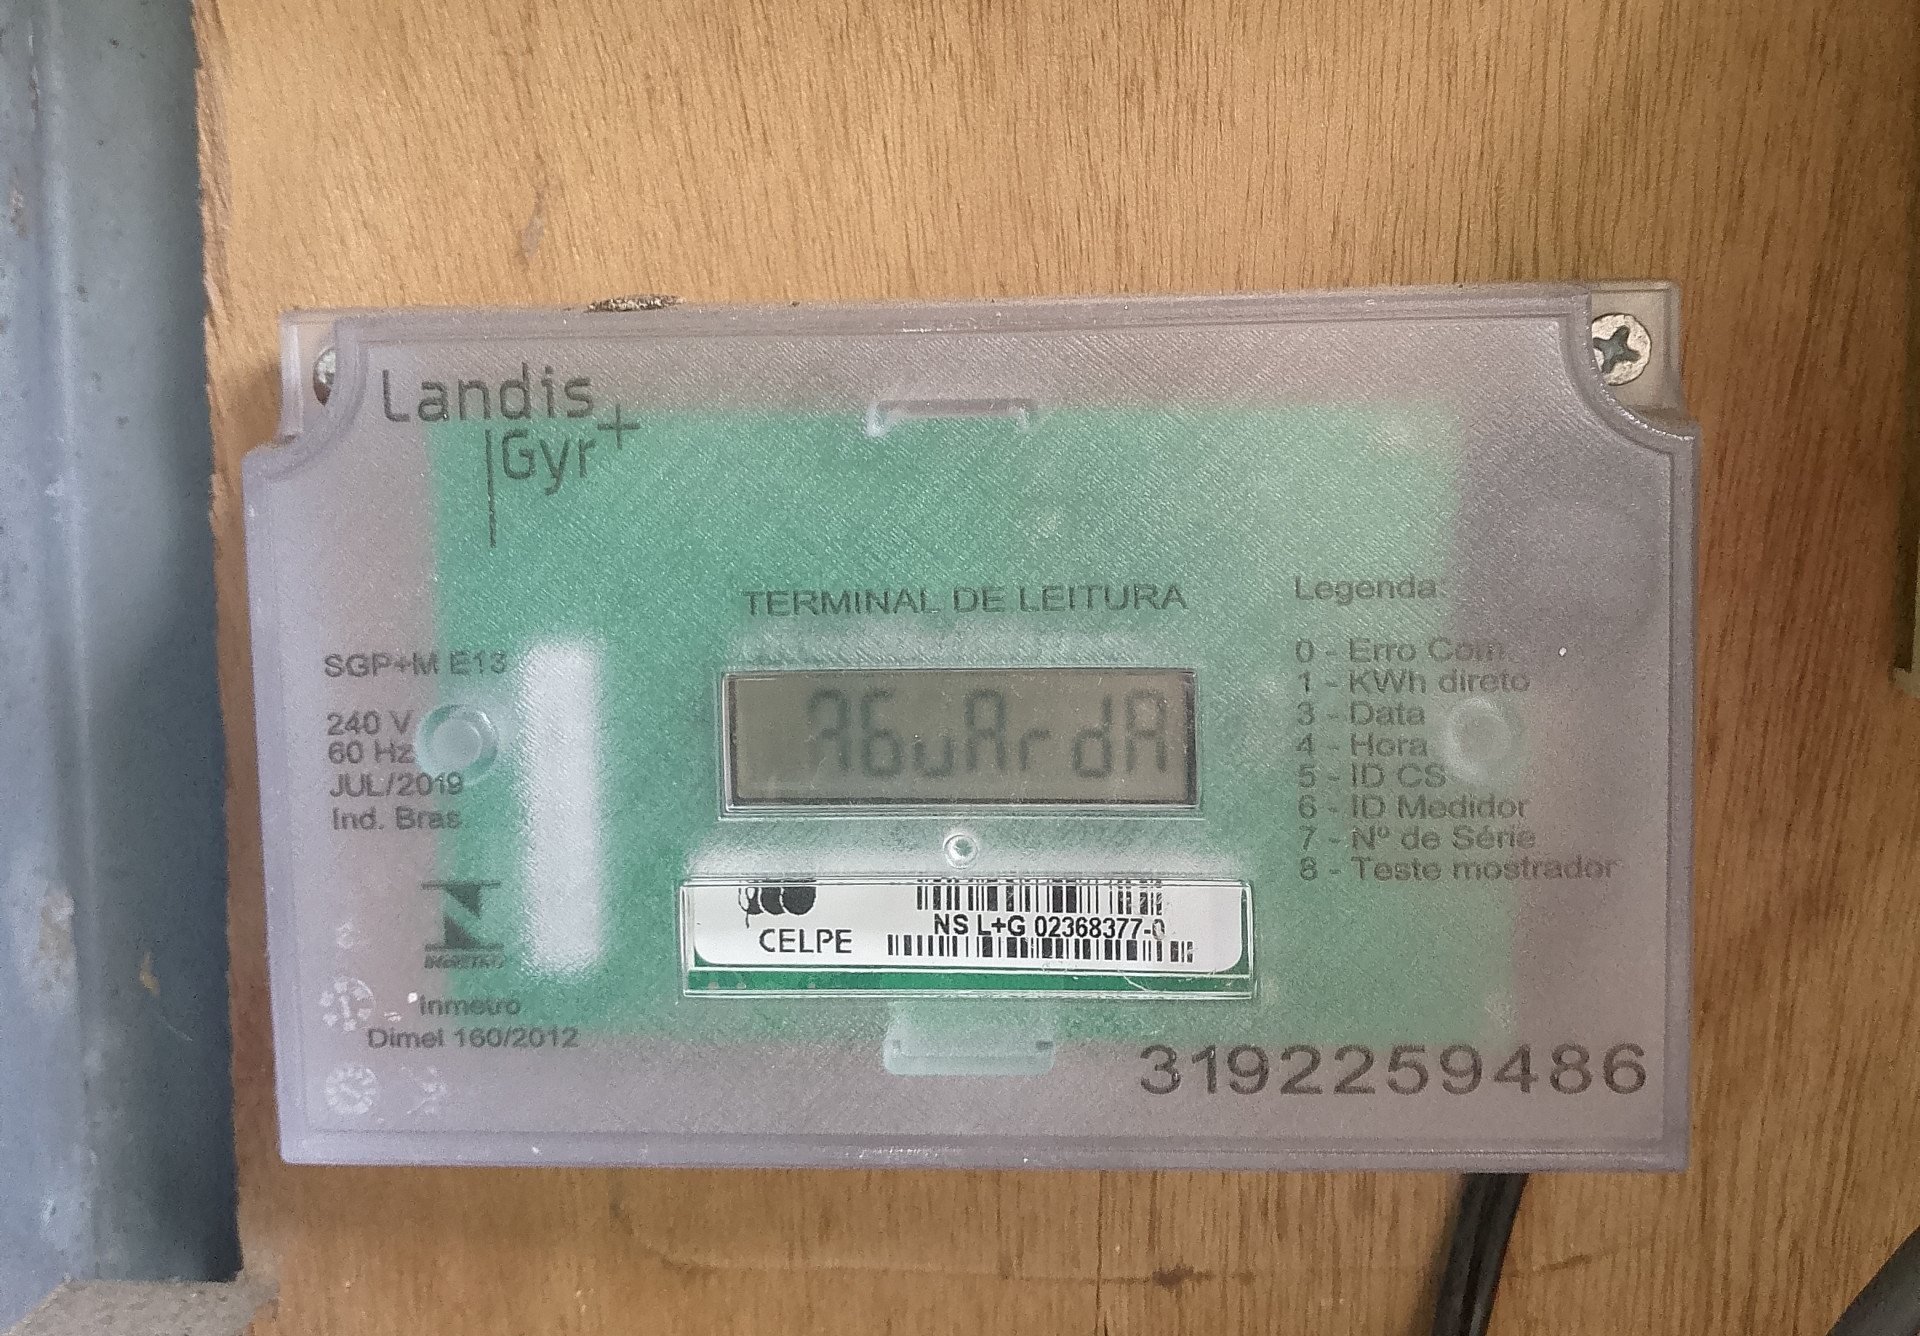 Landis
Gyr+
TERMINAL DE LEITURA
Legenda:
SGP+M E13
240 V
60 Hz
JUL/2019
Ind. Bras.
A6uArdA
0 - Erro Com.
1 - KWh direto
3 - Data
4 - Hora
5 - ID CS
6 - ID Medidor
7 - Nº de Série
8 - Teste mostrador
CELPE
NS L+G 02368377-0
INMETRO
Inmetro
Dimel 160/2012
3192259486